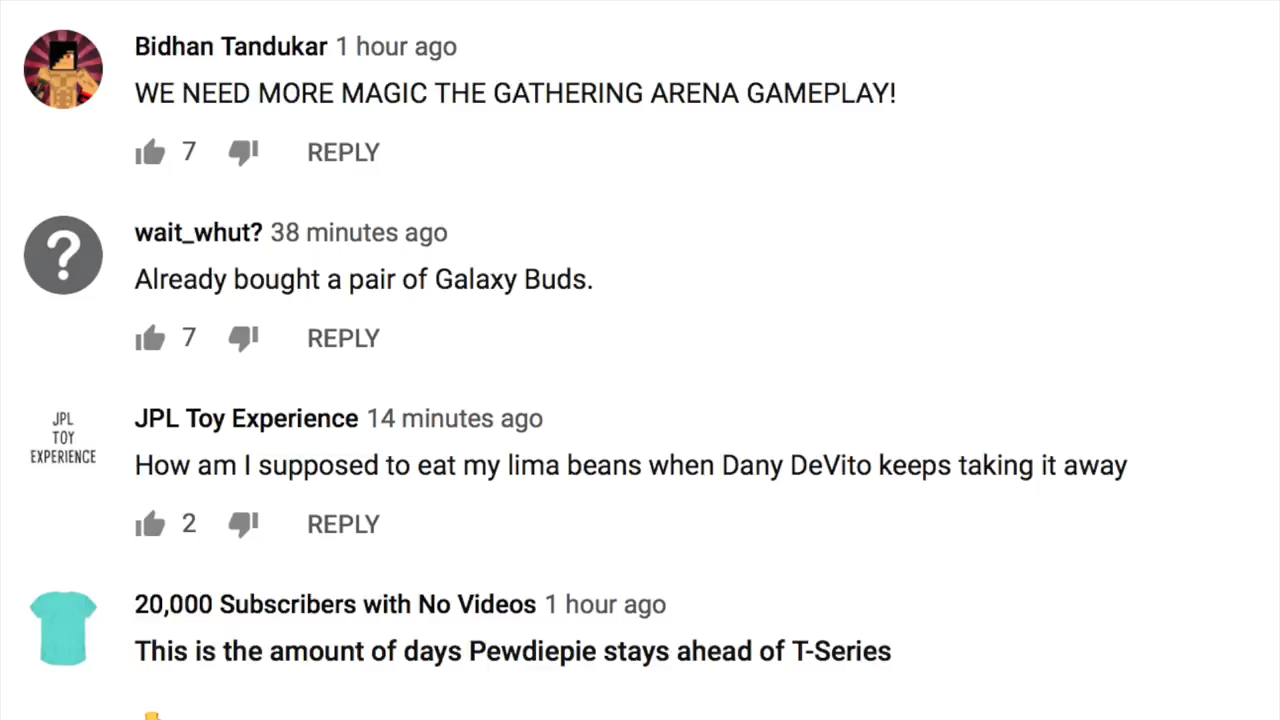 Bidhan Tandukar 1 hour ago
WE NEED MORE MAGIC THE GATHERING ARENA GAMEPLAY!
7 REPLY
?
wait_whut? 38 minutes ago
Already bought a pair of Galaxy Buds.
7 REPLY
JPL
TOY
EXPERIENCE
JPL Toy Experience 14 minutes ago
How am I supposed to eat my lima beans when Dany DeVito keeps taking it away
2 REPLY
20,000 Subscribers with No Videos 1 hour ago
This is the amount of days Pewdiepie stays ahead of T-Series